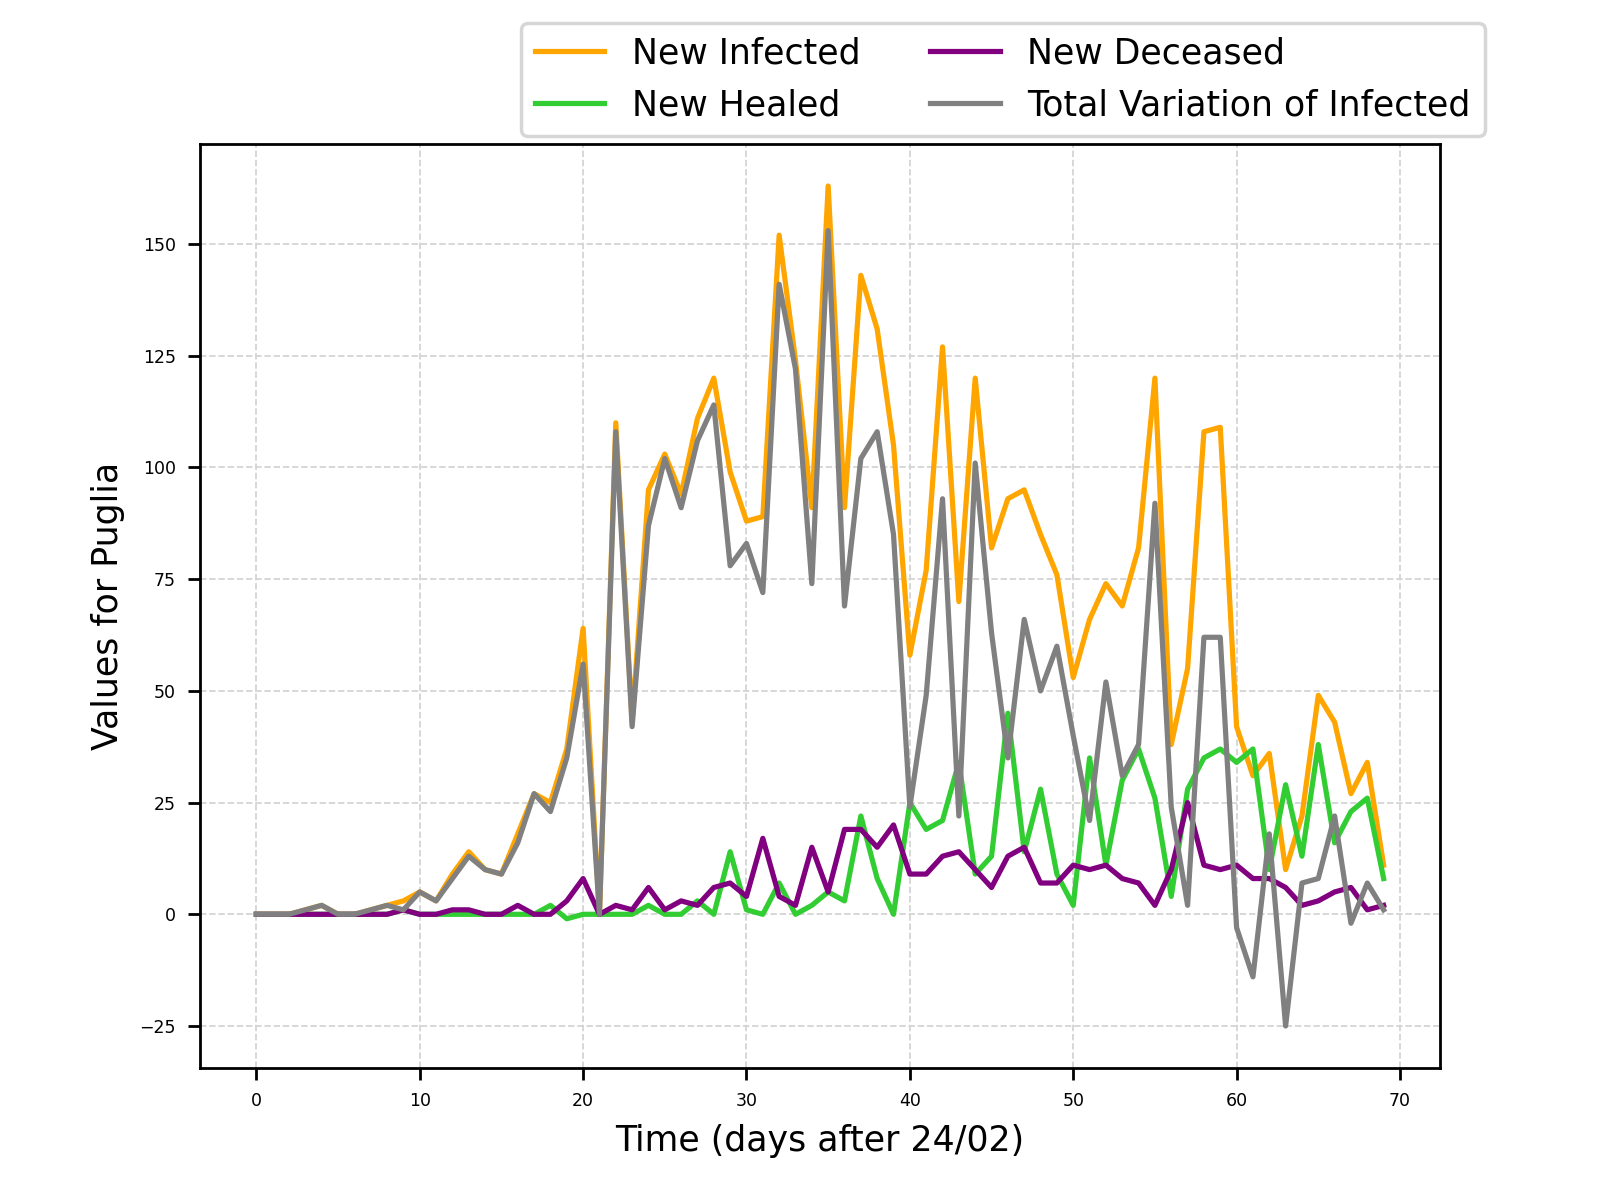 New Infected
New Healed
New Deceased
Total Variation of Infected
Values for Puglia
150
125
100
75
50
25
0
−25
0 10 20 30 40 50 60 70
Time (days after 24/02)